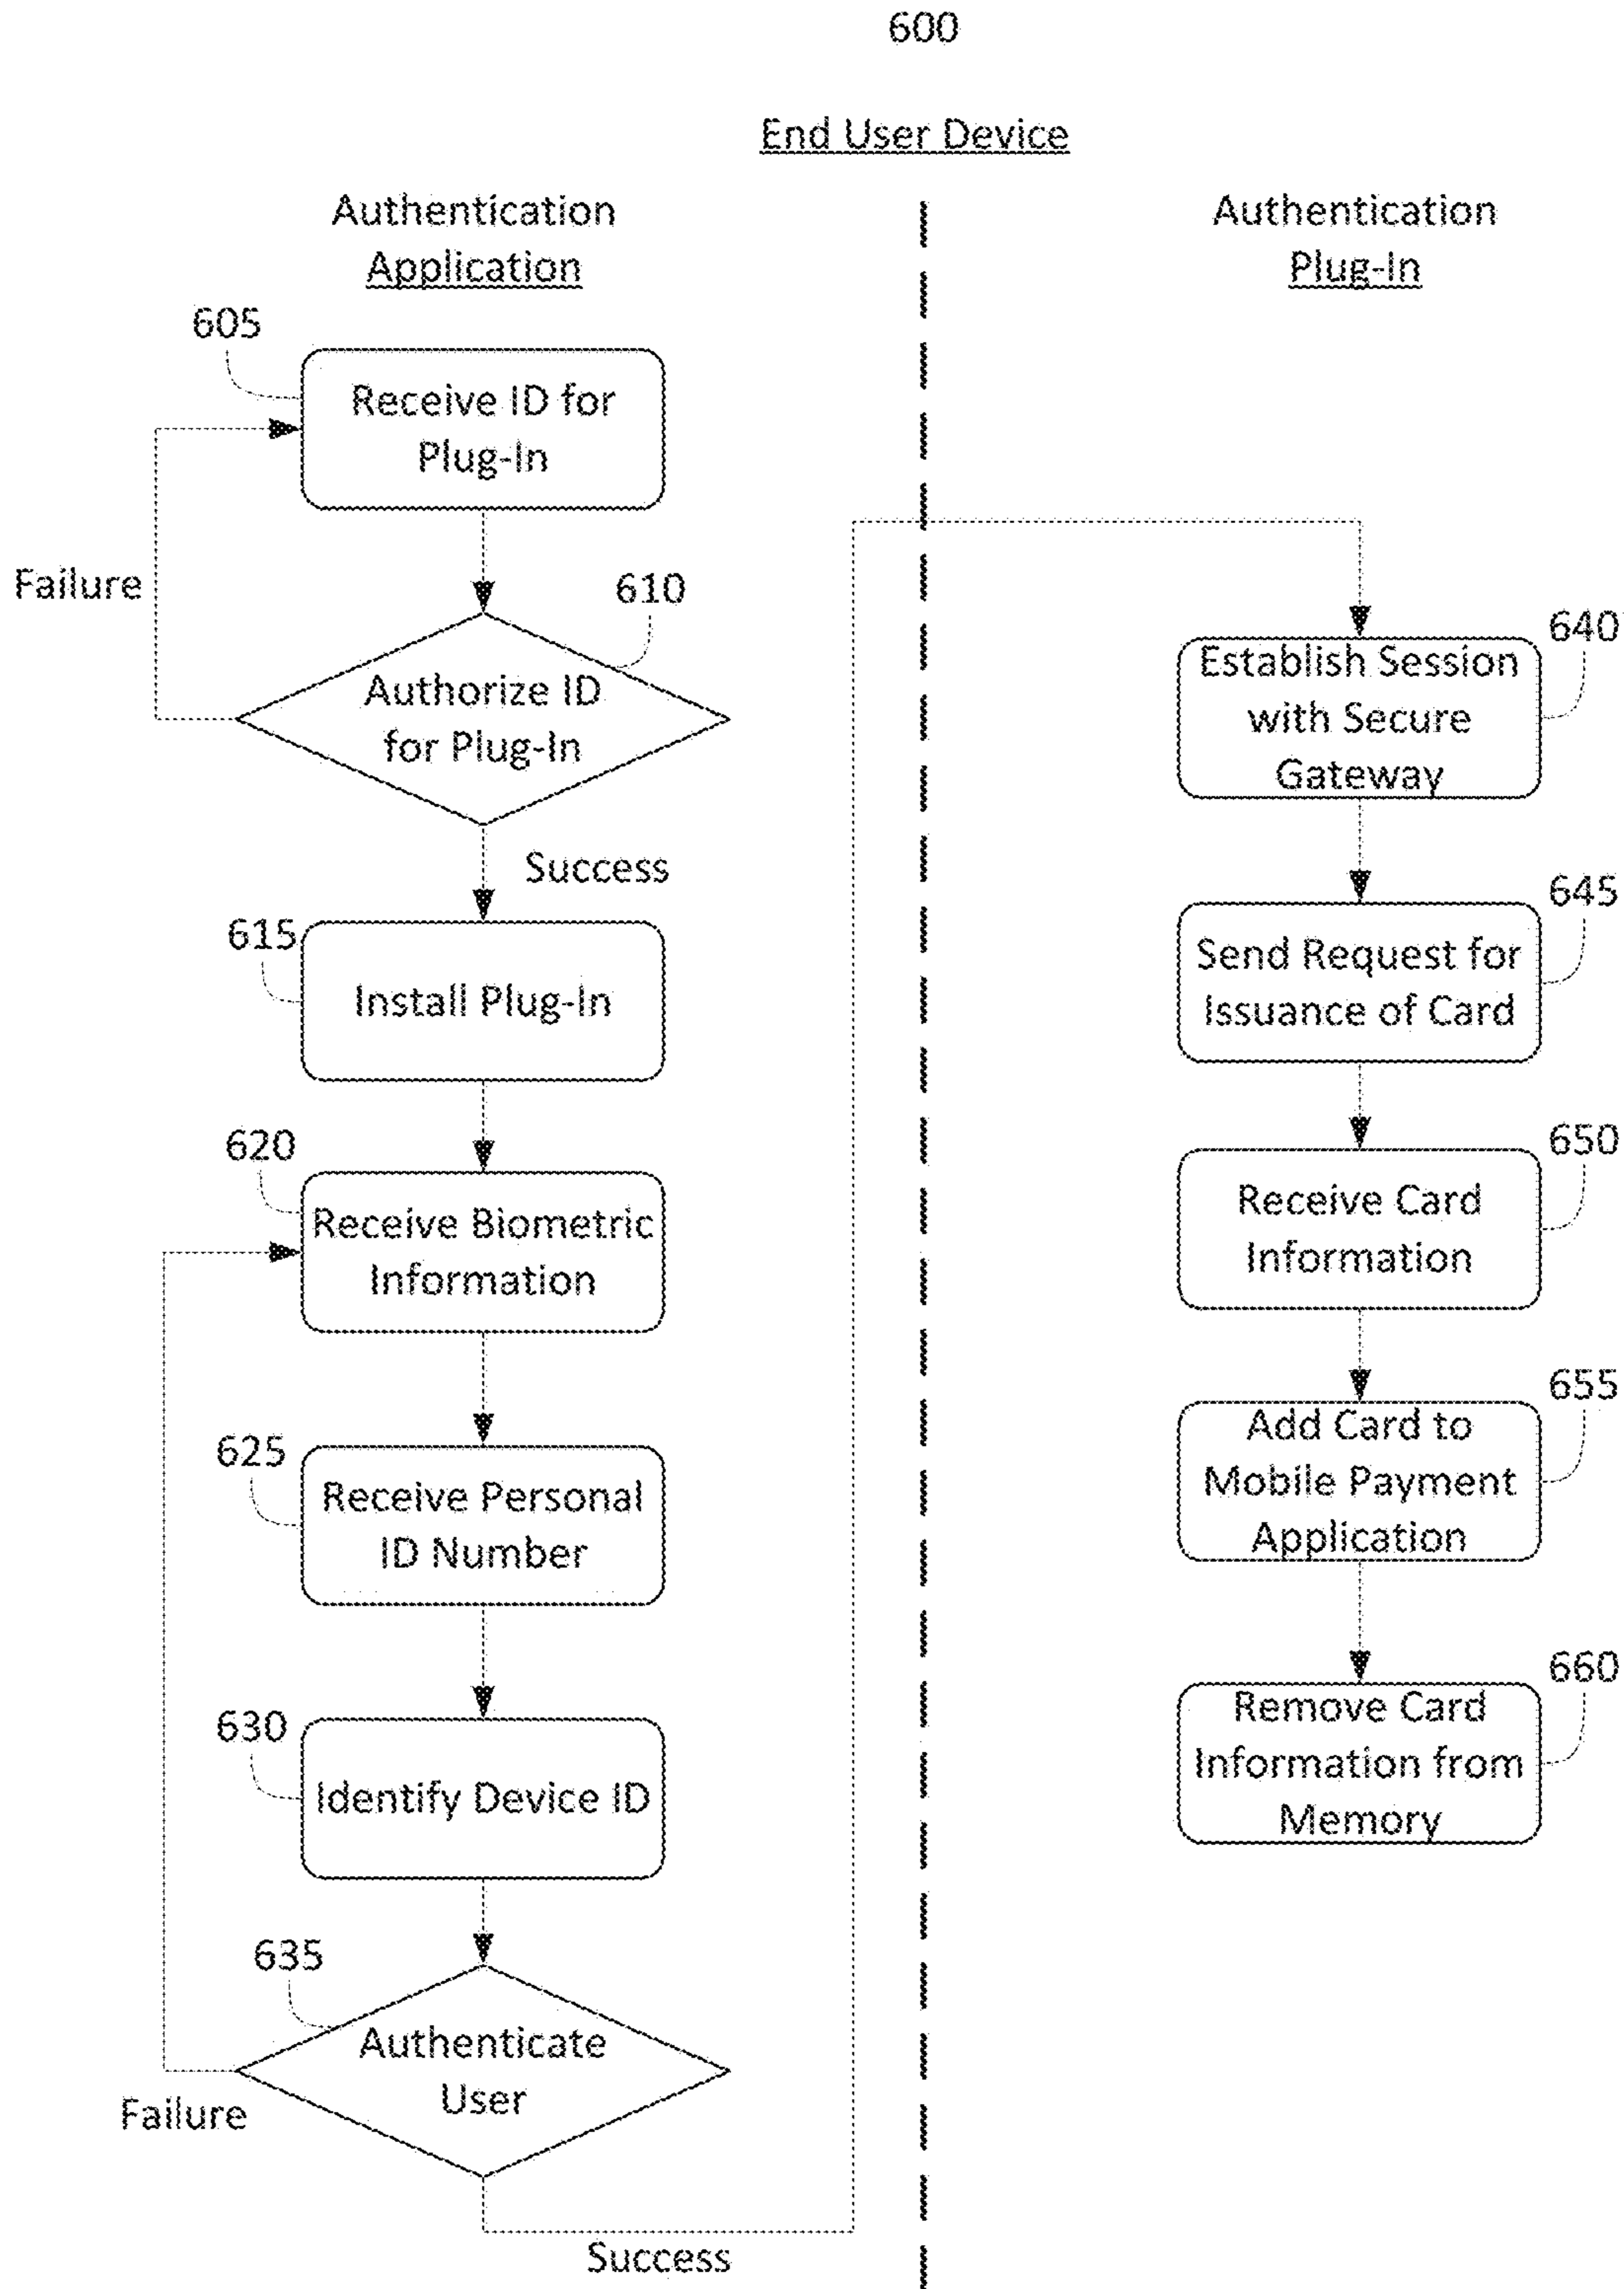 600
End User Device
Authentication
Application
605
Receive ID for
Plug-In
Failure
610
Authorize ID
for Plug-In
Success
615
Install Plug-In
620
Receive Biometric
Information
625
Receive Personal
ID Number
630
Identify Device ID
635
Authenticate
User
Failure
Success
Authentication
Plug-In
640
Establish Session
with Secure
Gateway
645
Send Request for
Issuance of Card
650
Receive Card
Information
655
Add Card to
Mobile Payment
Application
660
Remove Card
Information from
Memory